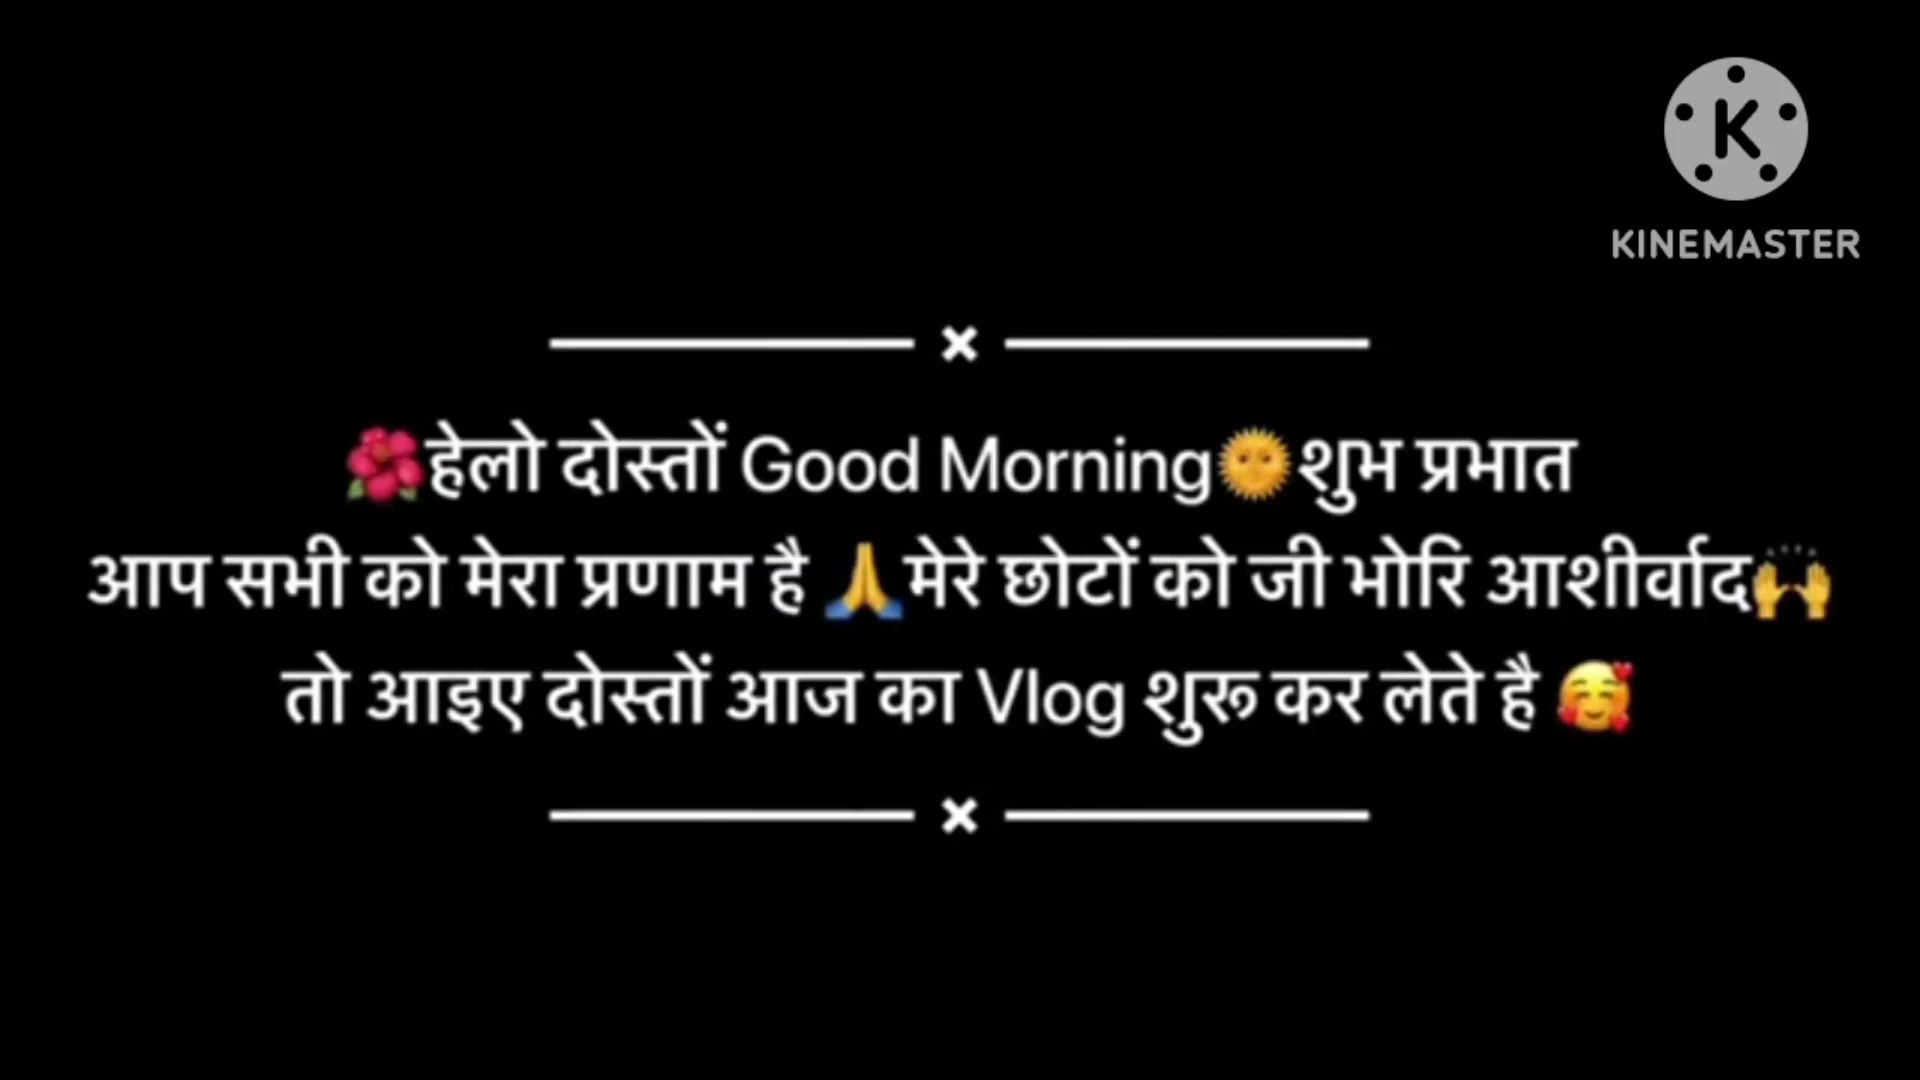 KINEMASTER
🌺हेलो दोस्तों Good Morning🌞शुभ प्रभात
आप सभी को मेरा प्रणाम है 🙏मेरे छोटों को जी भोरि आशीर्वाद🙌
तो आइए दोस्तों आज का Vlog शुरू कर लेते है 🥰